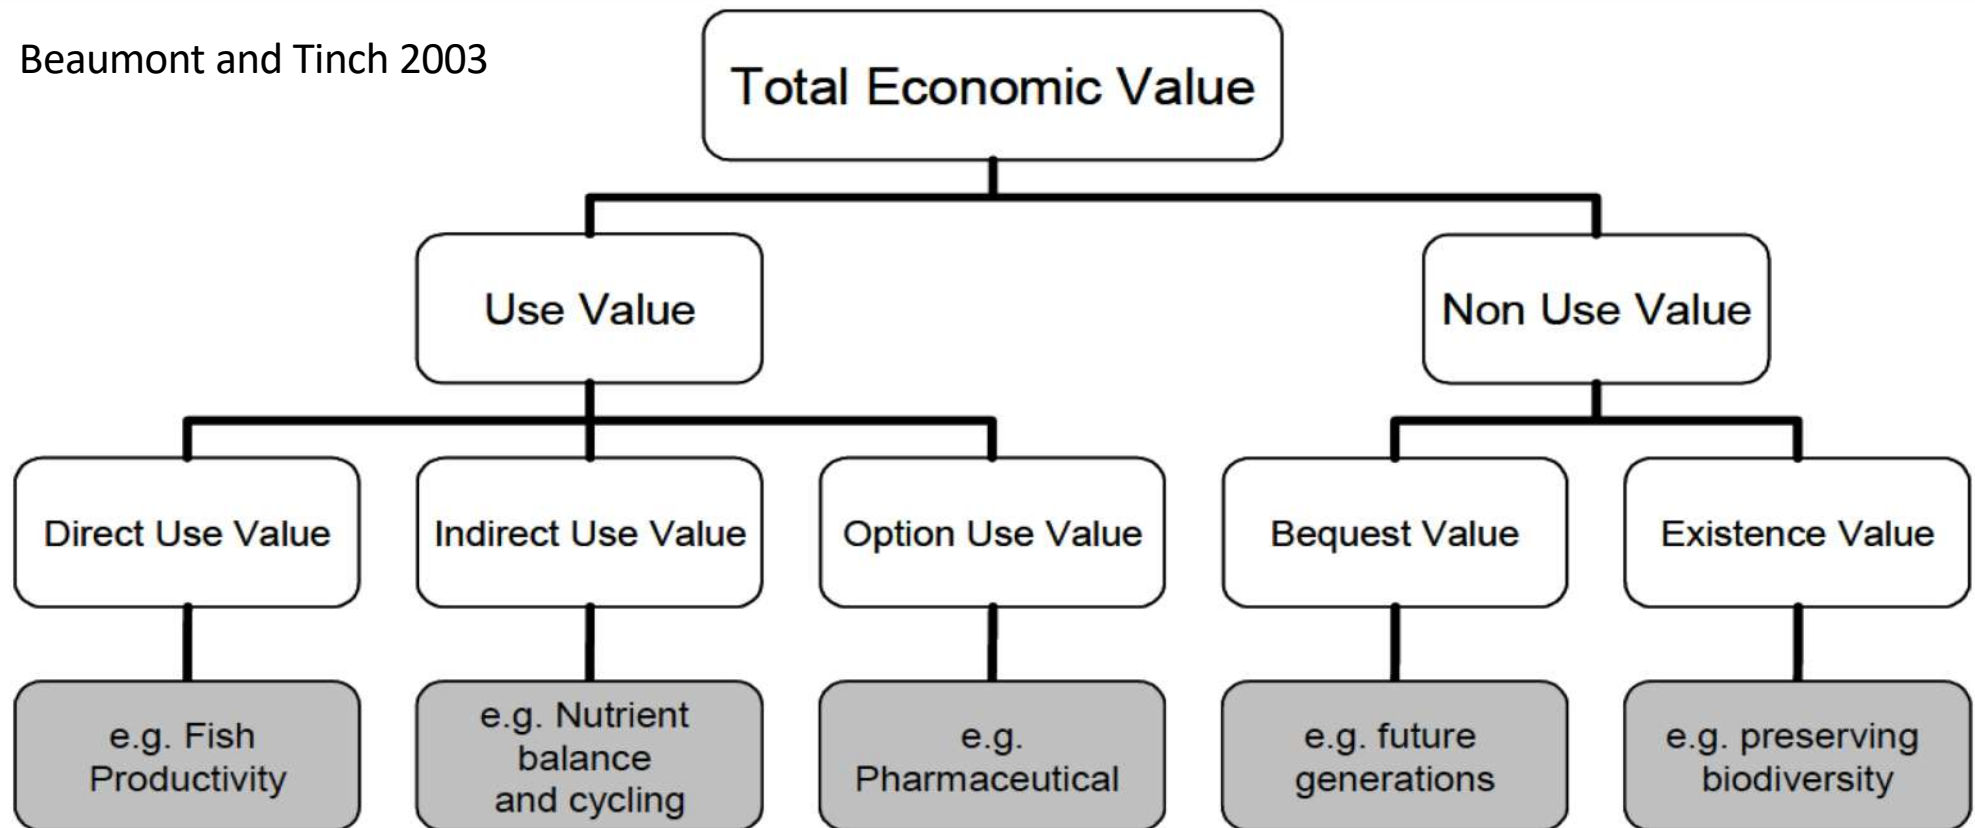 Beaumont and Tinch 2003
Total Economic Value
Use Value
Non Use Value
Direct Use Value
Indirect Use Value
Option Use Value
Bequest Value
Existence Value
e.g. Fish
Productivity
e.g. Nutrient
balance
and cycling
e.g.
Pharmaceutical
e.g. future
generations
e.g. preserving
biodiversity